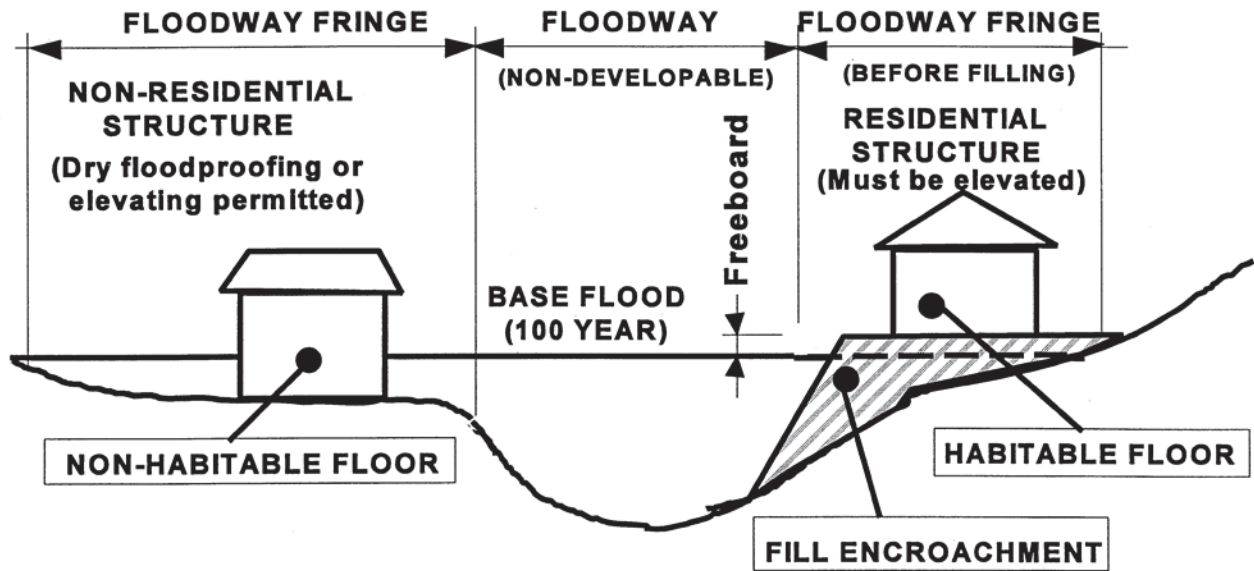 FLOODWAY FRINGE
FLOODWAY
FLOODWAY FRINGE
(NON-DEVELOPABLE)
(BEFORE FILLING)
NON-RESIDENTIAL
STRUCTURE
(Dry floodproofing or
elevating permitted)
Freeboard
RESIDENTIAL
STRUCTURE
(Must be elevated)
BASE FLOOD
(100 YEAR)
NON-HABITABLE FLOOR
HABITABLE FLOOR
FILL ENCROACHMENT